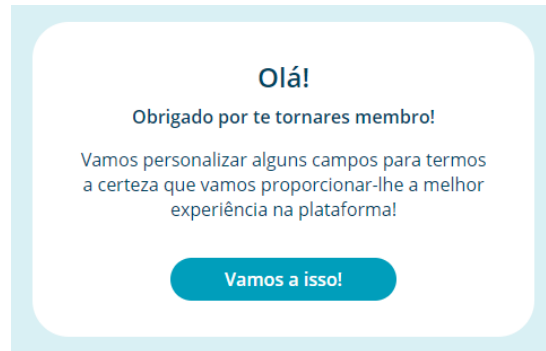 Olá!
Obrigado por te tornares membro!
Vamos personalizar alguns campos para termos
a certeza que vamos proporcionar-lhe a melhor
experiência na plataforma!
Vamos a isso!